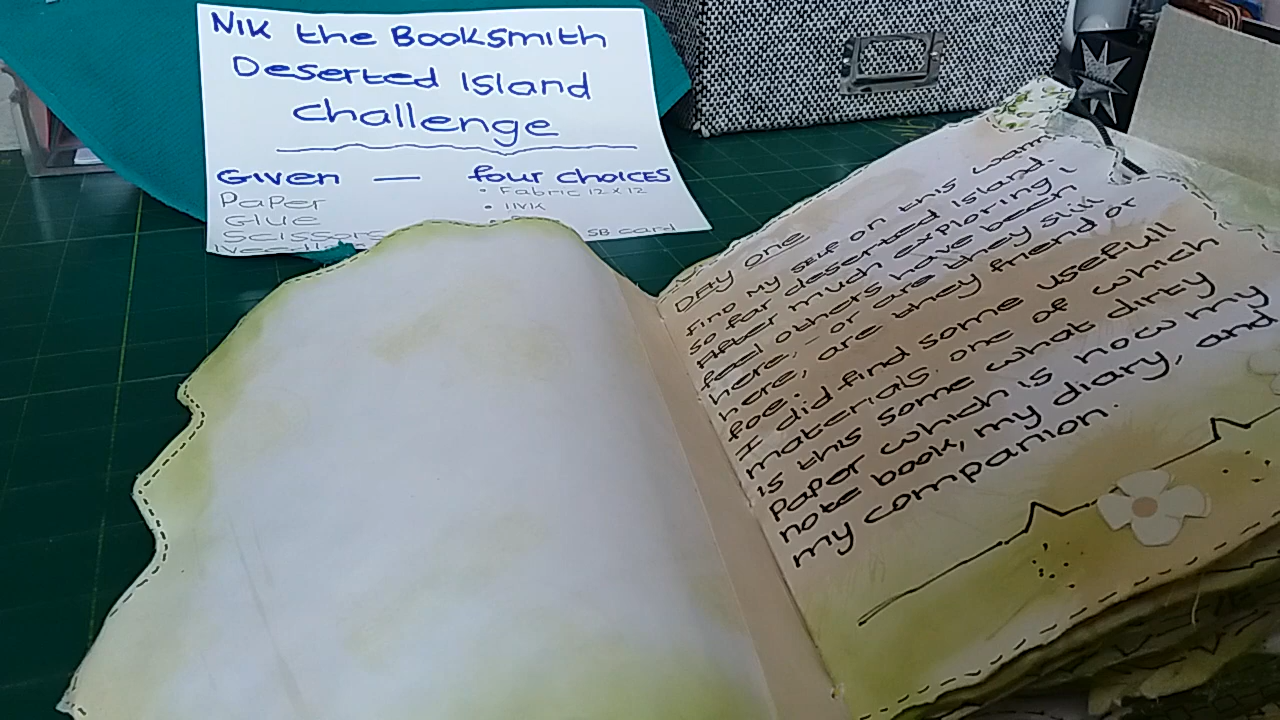 Nik the Booksmith
Deserted Island
Challenge
Given — four choices
Paper
Glue
Scissors
• Fabric 12x12
• INK
SB card
DAY one
find my self on this warm
so far deserted island.
After much exploring i
feel others have been
here, - or are they still
here, are they friend or
foe;
I did find some usefull
materials. one of which
is this some what dirty
Paper which is now my
note book, my diary, and
my companion.